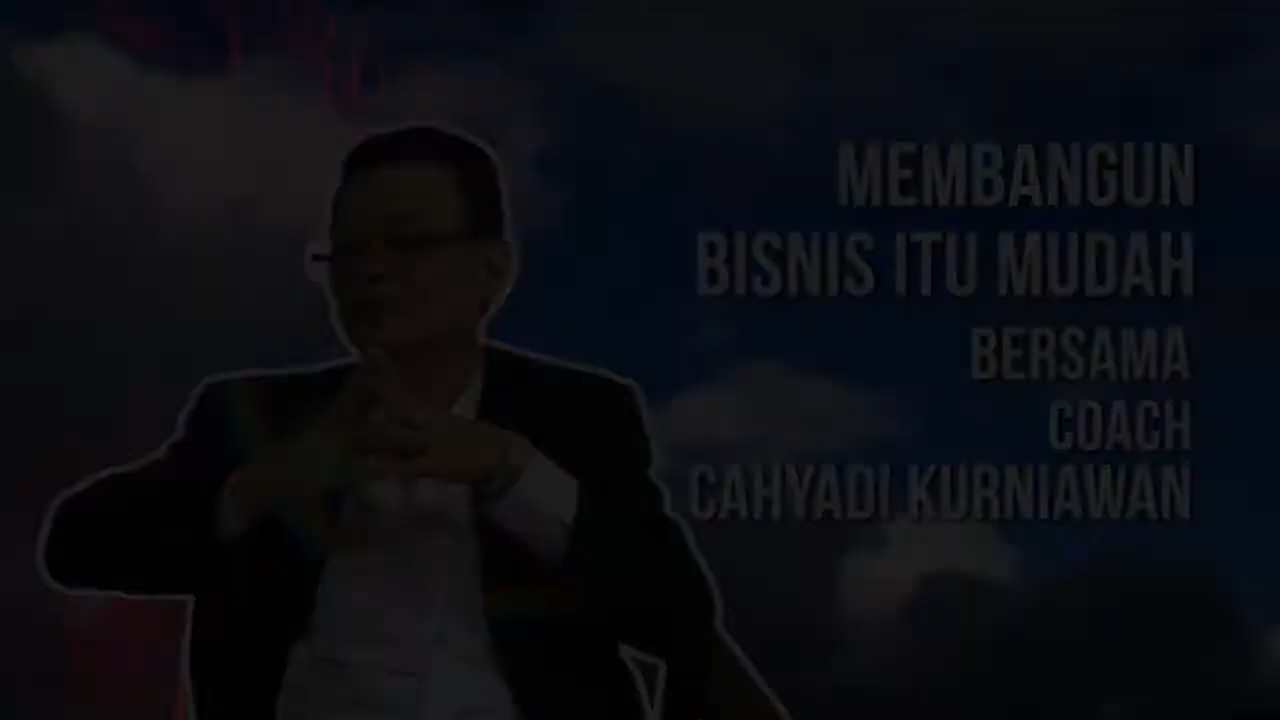 MEMBANGUN
BISNIS ITU MUDAH
BERSAMA
COACH
CAHYADI KURNIAWAN